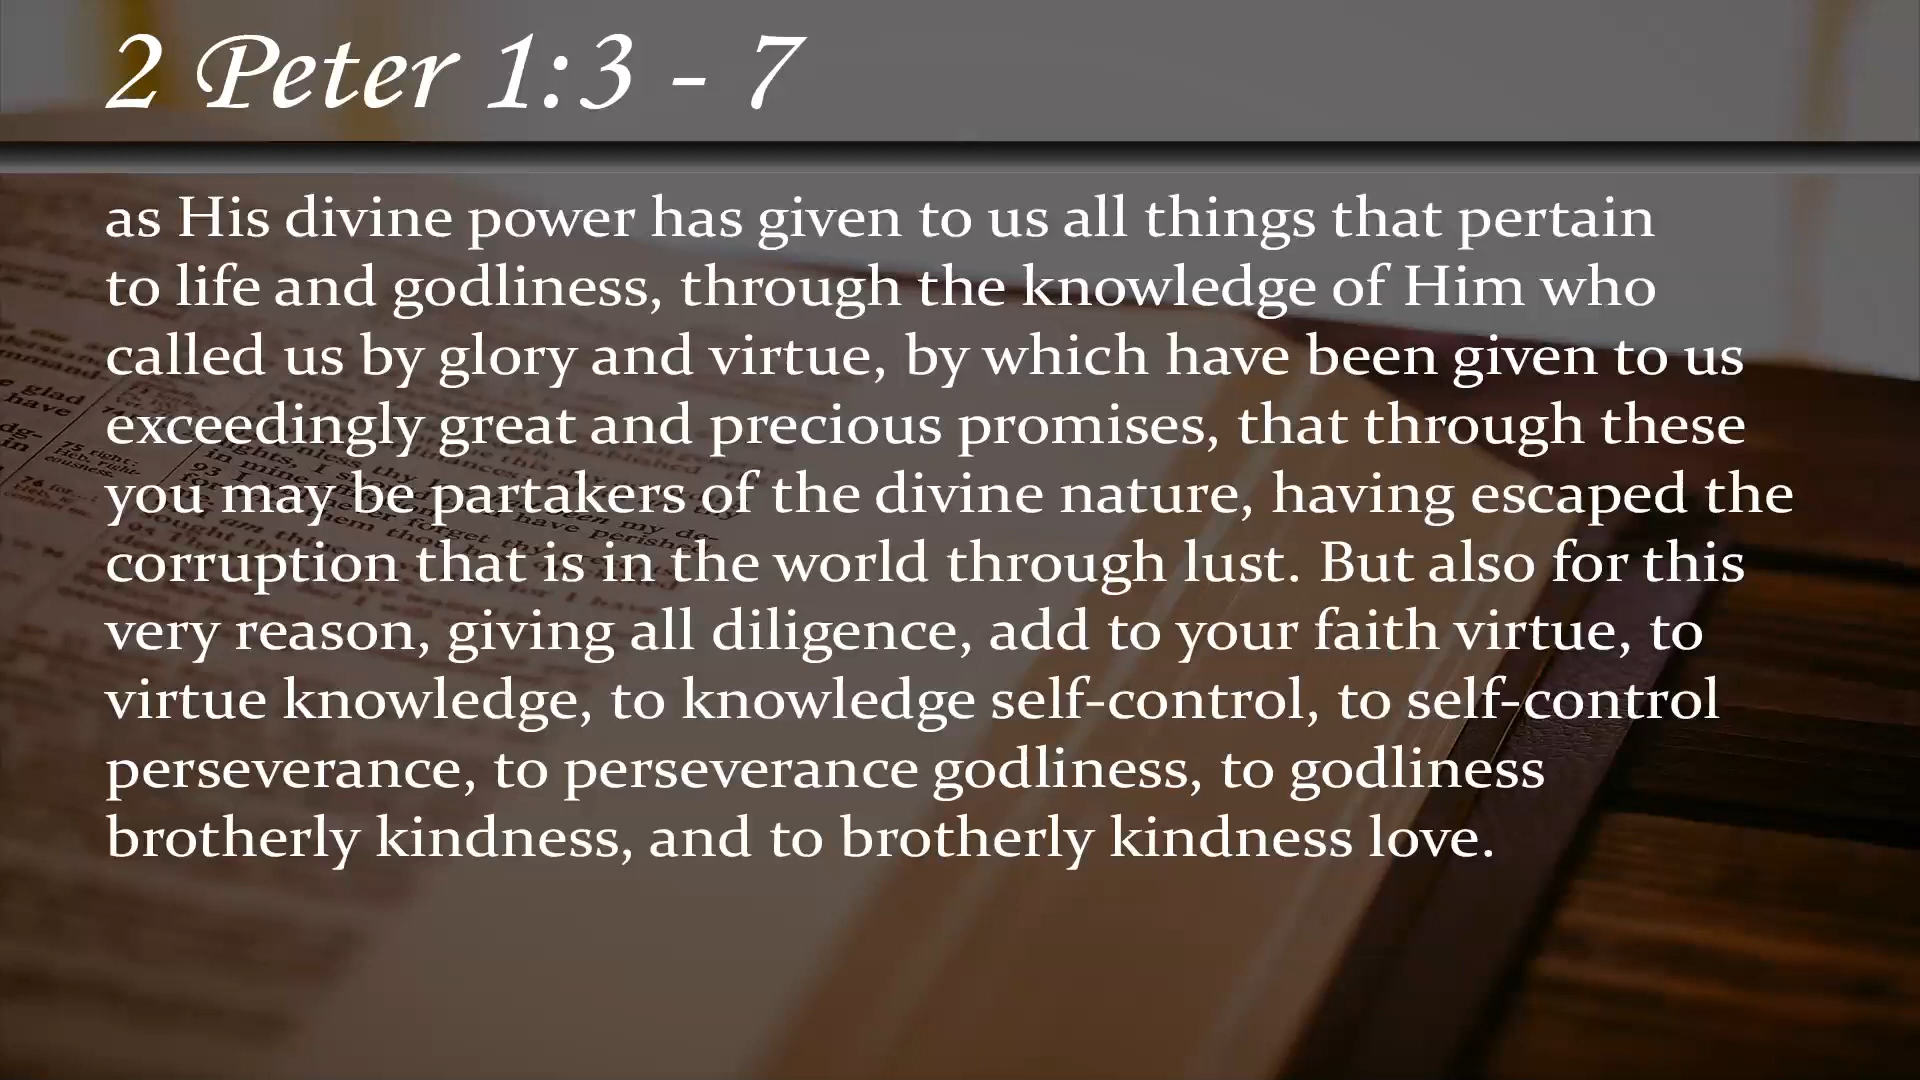 2 Peter 1:3 - 7
as His divine power has given to us all things that pertain
to life and godliness, through the knowledge of Him who
called us by glory and virtue, by which have been given to us
exceedingly great and precious promises, that through these
you may be partakers of the divine nature, having escaped the
corruption that is in the world through lust. But also for this
very reason, giving all diligence, add to your faith virtue, to
virtue knowledge, to knowledge self-control, to self-control
perseverance, to perseverance godliness, to godliness
brotherly kindness, and to brotherly kindness love.